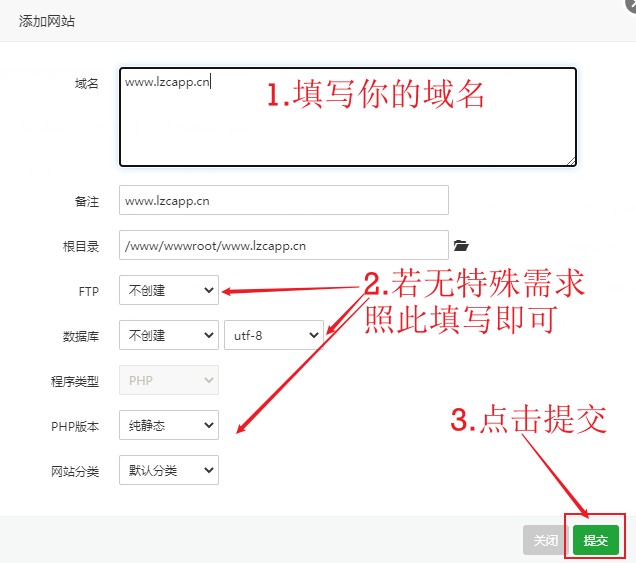 添加网站
域名
www.lzcapp.cn
1.填写你的域名
备注
www.lzcapp.cn
根目录
/www/wwwroot/www.lzcapp.cn
FTP
不创建
2.若无特殊需求
照此填写即可
数据库
不创建
utf-8
程序类型
PHP
PHP版本
纯静态
3.点击提交
网站分类
默认分类
关闭
提交